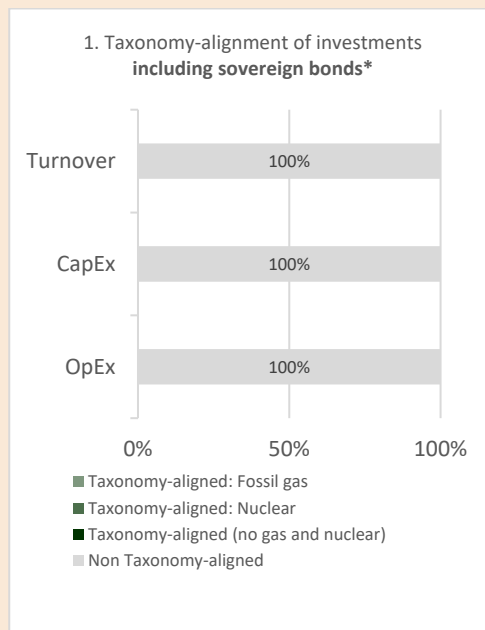 1. Taxonomy-alignment of investments
including sovereign bonds*
Turnover
100%
CapEx
100%
OpEx
100%
0%
50%
100%
Taxonomy-aligned: Fossil gas
Taxonomy-aligned: Nuclear
Taxonomy-aligned (no gas and nuclear)
Non Taxonomy-aligned